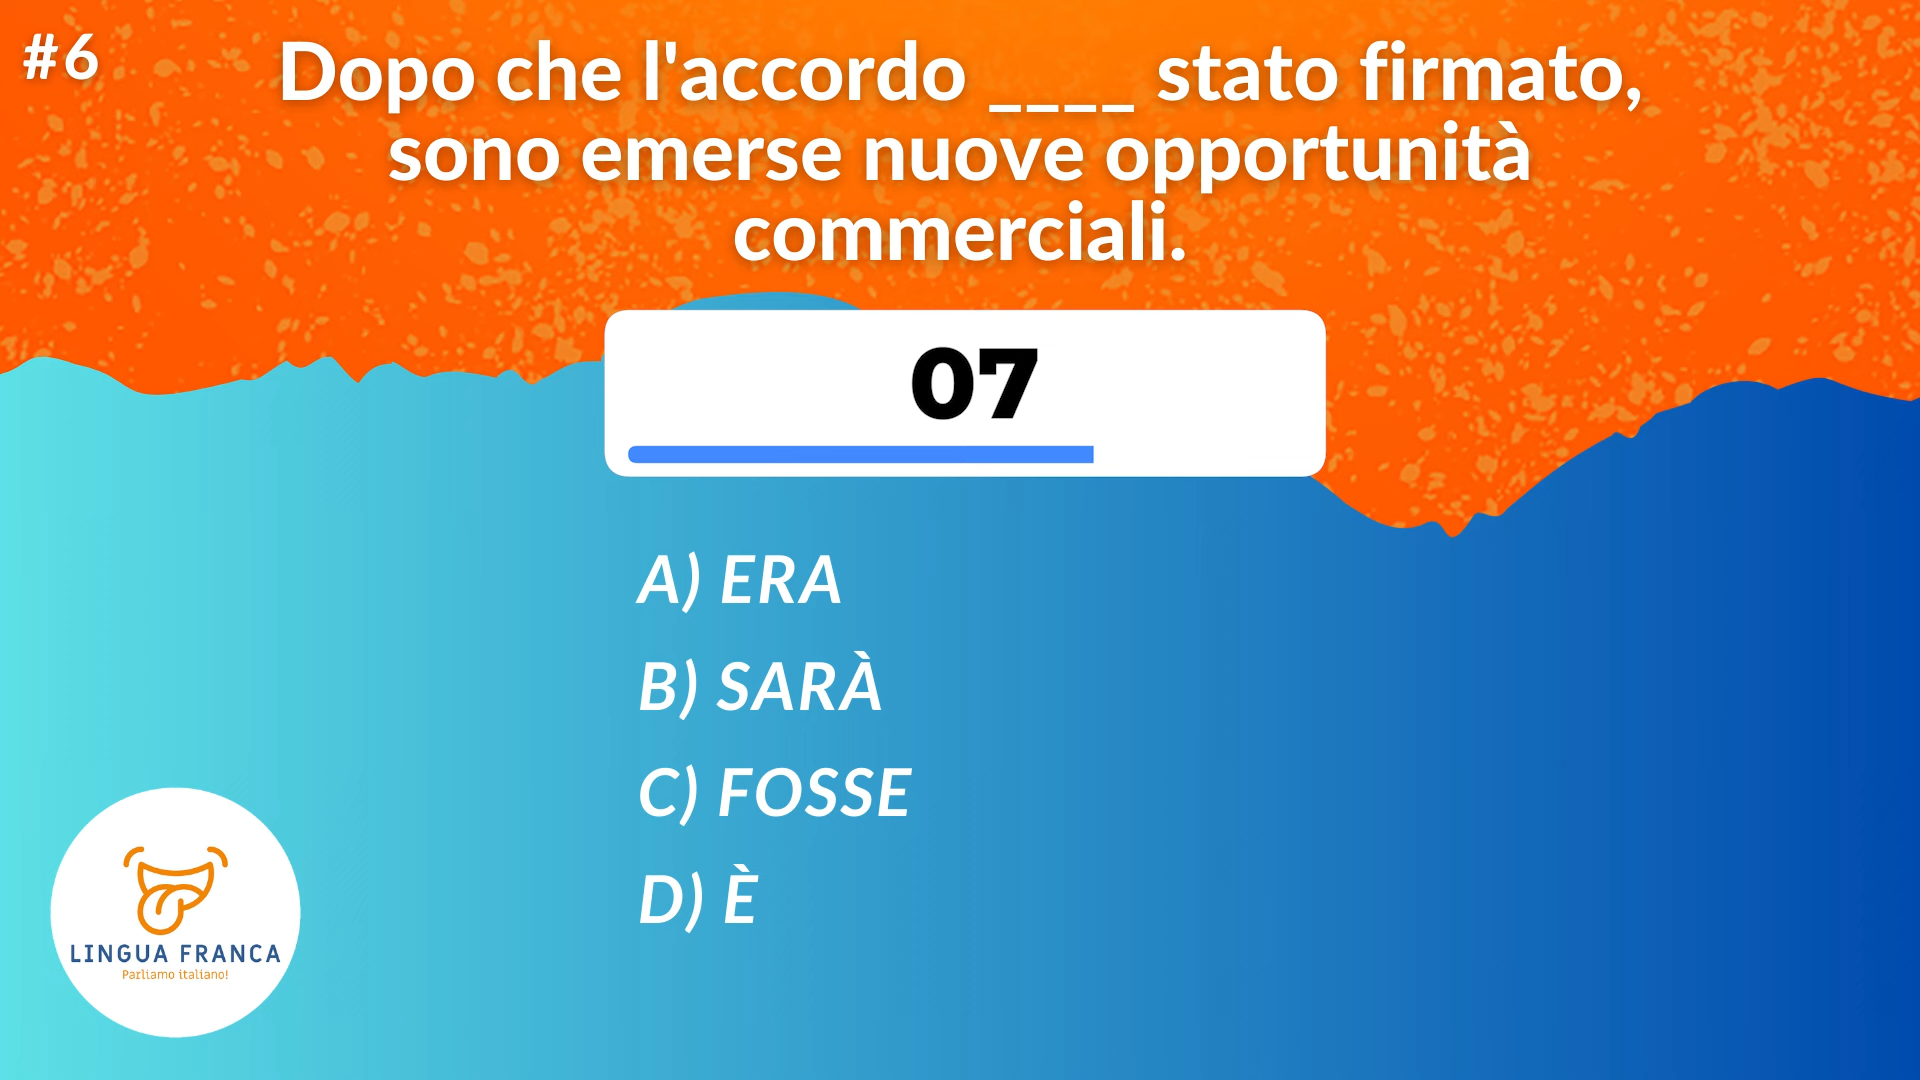 #6
Dopo che l'accordo ____ stato firmato,
sono emerse nuove opportunità
commerciali.
07
A) ERA
B) SARÀ
C) FOSSE
D) È
LINGUA FRANCA
Parliamo italiano!